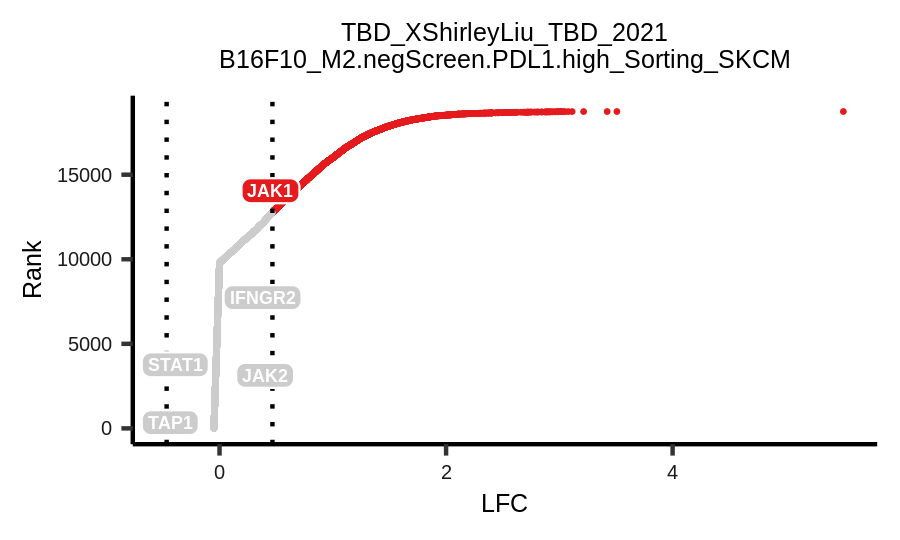 TBD_XShirleyLiu_TBD_2021
B16F10_M2.negScreen.PDL1.high_Sorting_SKCM
Rank
15000
10000
5000
0
JAK1
IFNGR2
STAT1
JAK2
TAP1
0
2
4
LFC